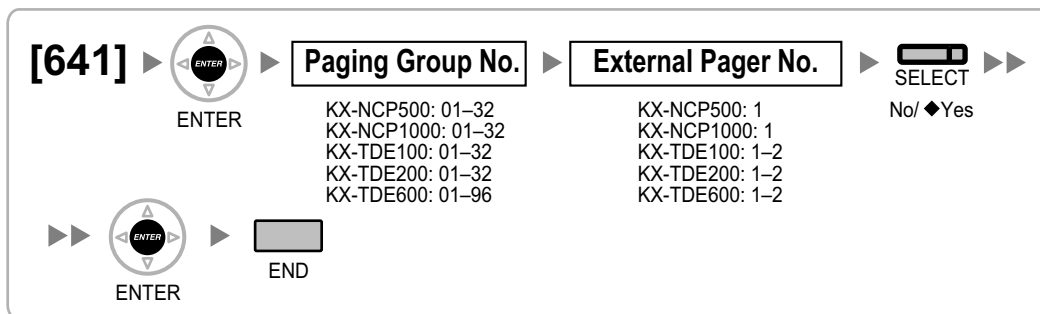 [641] ENTER Paging Group No. External Pager No.
SELECT
ENTER
No/ ◆Yes
KX-NCP500: 01–32
KX-NCP1000: 01–32
KX-TDE100: 01–32
KX-TDE200: 01–32
KX-TDE600: 01–96
KX-NCP500: 1
KX-NCP1000: 1
KX-TDE100: 1–2
KX-TDE200: 1–2
KX-TDE600: 1–2
ENTER
ENTER
END